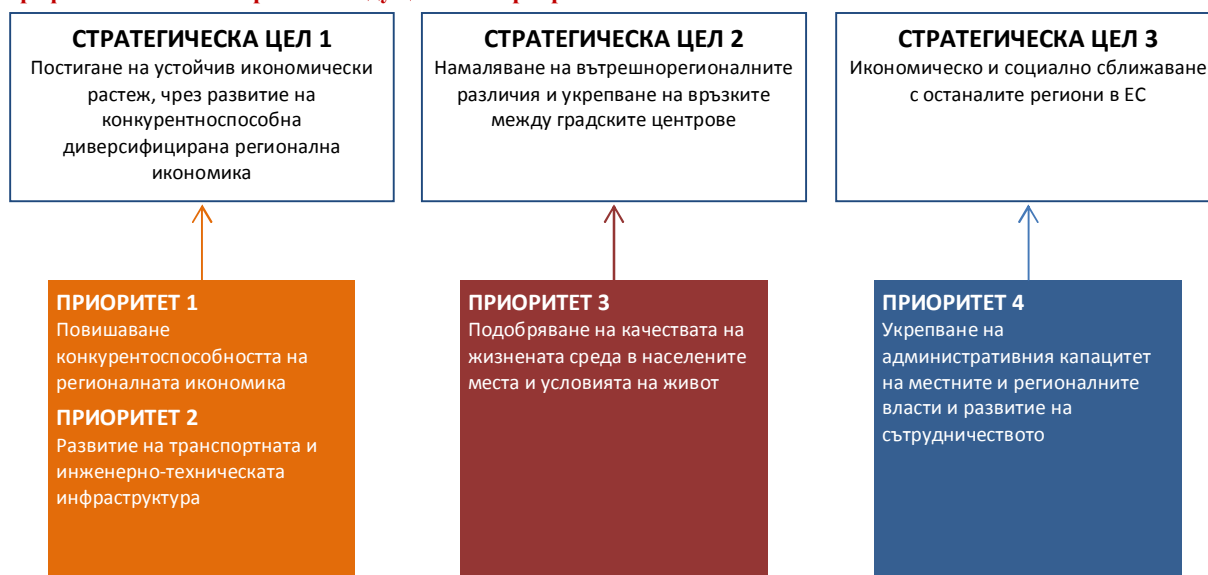 СТРАТЕГИЧЕСКА ЦЕЛ 1
Постигане на устойчив икономически
растеж, чрез развитие на
конкурентноспособна
диверсифицирана регионална
икономика
СТРАТЕГИЧЕСКА ЦЕЛ 2
Намаляване на вътрешнорегионалните
различия и укрепване на връзките
между градските центрове
СТРАТЕГИЧЕСКА ЦЕЛ 3
Икономическо и социално сближаване
с останалите региони в ЕС
ПРИОРИТЕТ 1
Повишаване
конкурентоспособността на
регионалната икономика
ПРИОРИТЕТ 2
Развитие на транспортната и
инженерно-техническата
инфраструктура
ПРИОРИТЕТ 3
Подобряване на качествата на
жизнената среда в населените
места и условията на живот
ПРИОРИТЕТ 4
Укрепване на
административния капацитет
на местните и регионалните
власти и развитие на
сътрудничеството